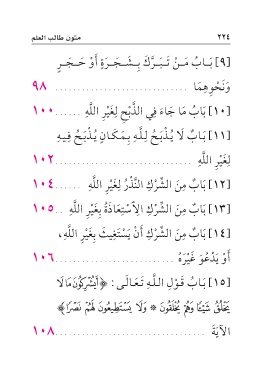 ٢٢٤ متون طالب العلم
[٩] بَابُ مَنْ تَبَرَّكَ بِشَجَرَةٍ أَوْ حَجَرٍ
وَنَحْوِهِمَا ........................ ٩٨
[١٠] بَابُ مَا جَاءَ فِي الذَّبْحِ لِغَيْرِ اللَّهِ ...... ١٠٠
[١١] بَابٌ لَا يُذْبَحُ لِلَّهِ بِمَكَانٍ يُذْبَحُ فِيهِ
لِغَيْرِ اللَّهِ ........................ ١٠٢
[١٢] بَابٌ مِنَ الشِّرْكِ النَّذْرُ لِغَيْرِ اللَّهِ ...... ١٠٤
[١٣] بَابٌ مِنَ الشِّرْكِ الِاسْتِعَاذَةُ بِغَيْرِ اللَّهِ .. ١٠٥
[١٤] بَابٌ مِنَ الشِّرْكِ أَنْ يَسْتَغِيثَ بِغَيْرِ اللَّهِ،
أَوْ يَدْعُوَ غَيْرَهُ ........................ ١٠٦
[١٥] بَابُ قَوْلِ اللَّهِ تَعَالَى: ﴿أَيُشْرِكُونَ مَا لَا
يَخْلُقُ شَيْئًا وَهُمْ يُخْلَقُونَ * وَلَا يَسْتَطِيعُونَ لَهُمْ نَصْرًا﴾
الْآيَةَ ........................ ١٠٨